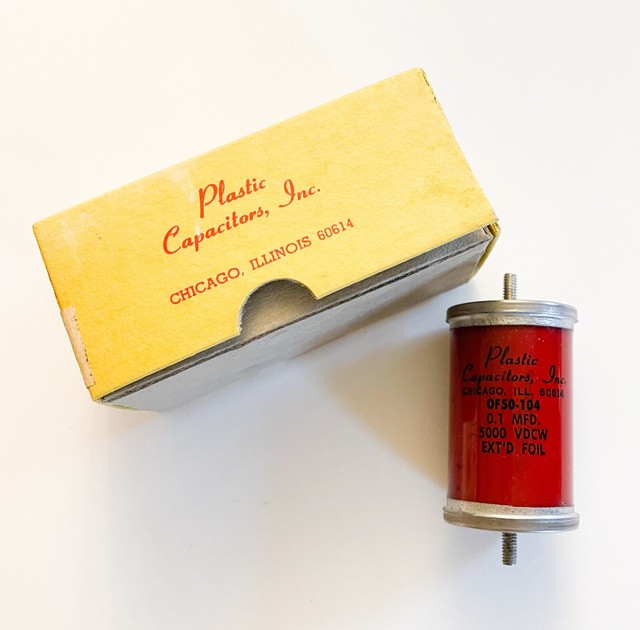 Plastic
Capacitors, Inc.
CHICAGO, ILLINOIS 60614
Plastic
Capacitors, Inc.
CHICAGO, ILL. 60614
OF50-104
0.1 MFD.
5000 VDCW
EXT'D. FOIL